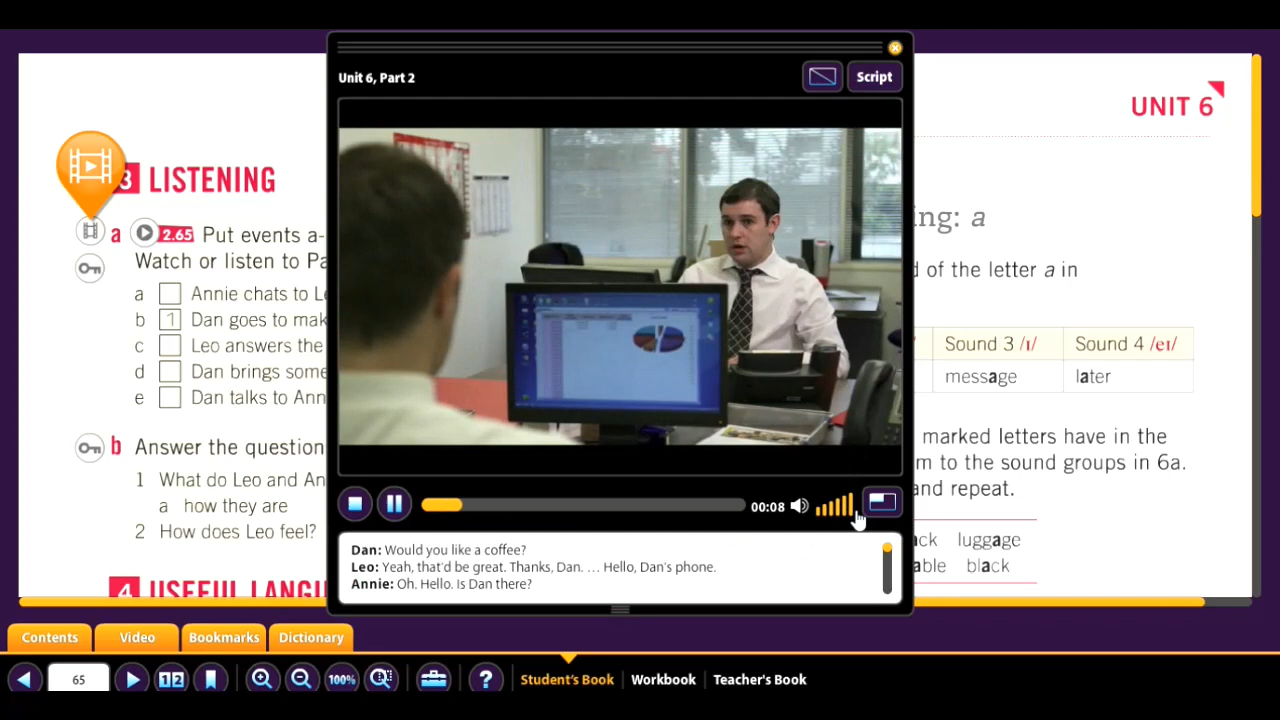 Unit 6, Part 2
Script
UNIT 6
3 LISTENING
a 2.65 Put events a-
Watch or listen to Pa
a Annie chats to Le
b 1 Dan goes to mak
c Leo answers the
d Dan brings some
e Dan talks to Ann
b Answer the question
1 What do Leo and An
a how they are
2 How does Leo feel?
4 USEFUL LANGU
ng: a
d of the letter a in
Sound 3 /ɪ/ Sound 4 /eɪ/
message later
marked letters have in the
m to the sound groups in 6a.
and repeat.
ck luggage
able black
00:08
Dan: Would you like a coffee?
Leo: Yeah, that'd be great. Thanks, Dan. … Hello, Dan's phone.
Annie: Oh. Hello. Is Dan there?
Contents Video Bookmarks Dictionary
65 1 2 100% ? Student's Book Workbook Teacher's Book